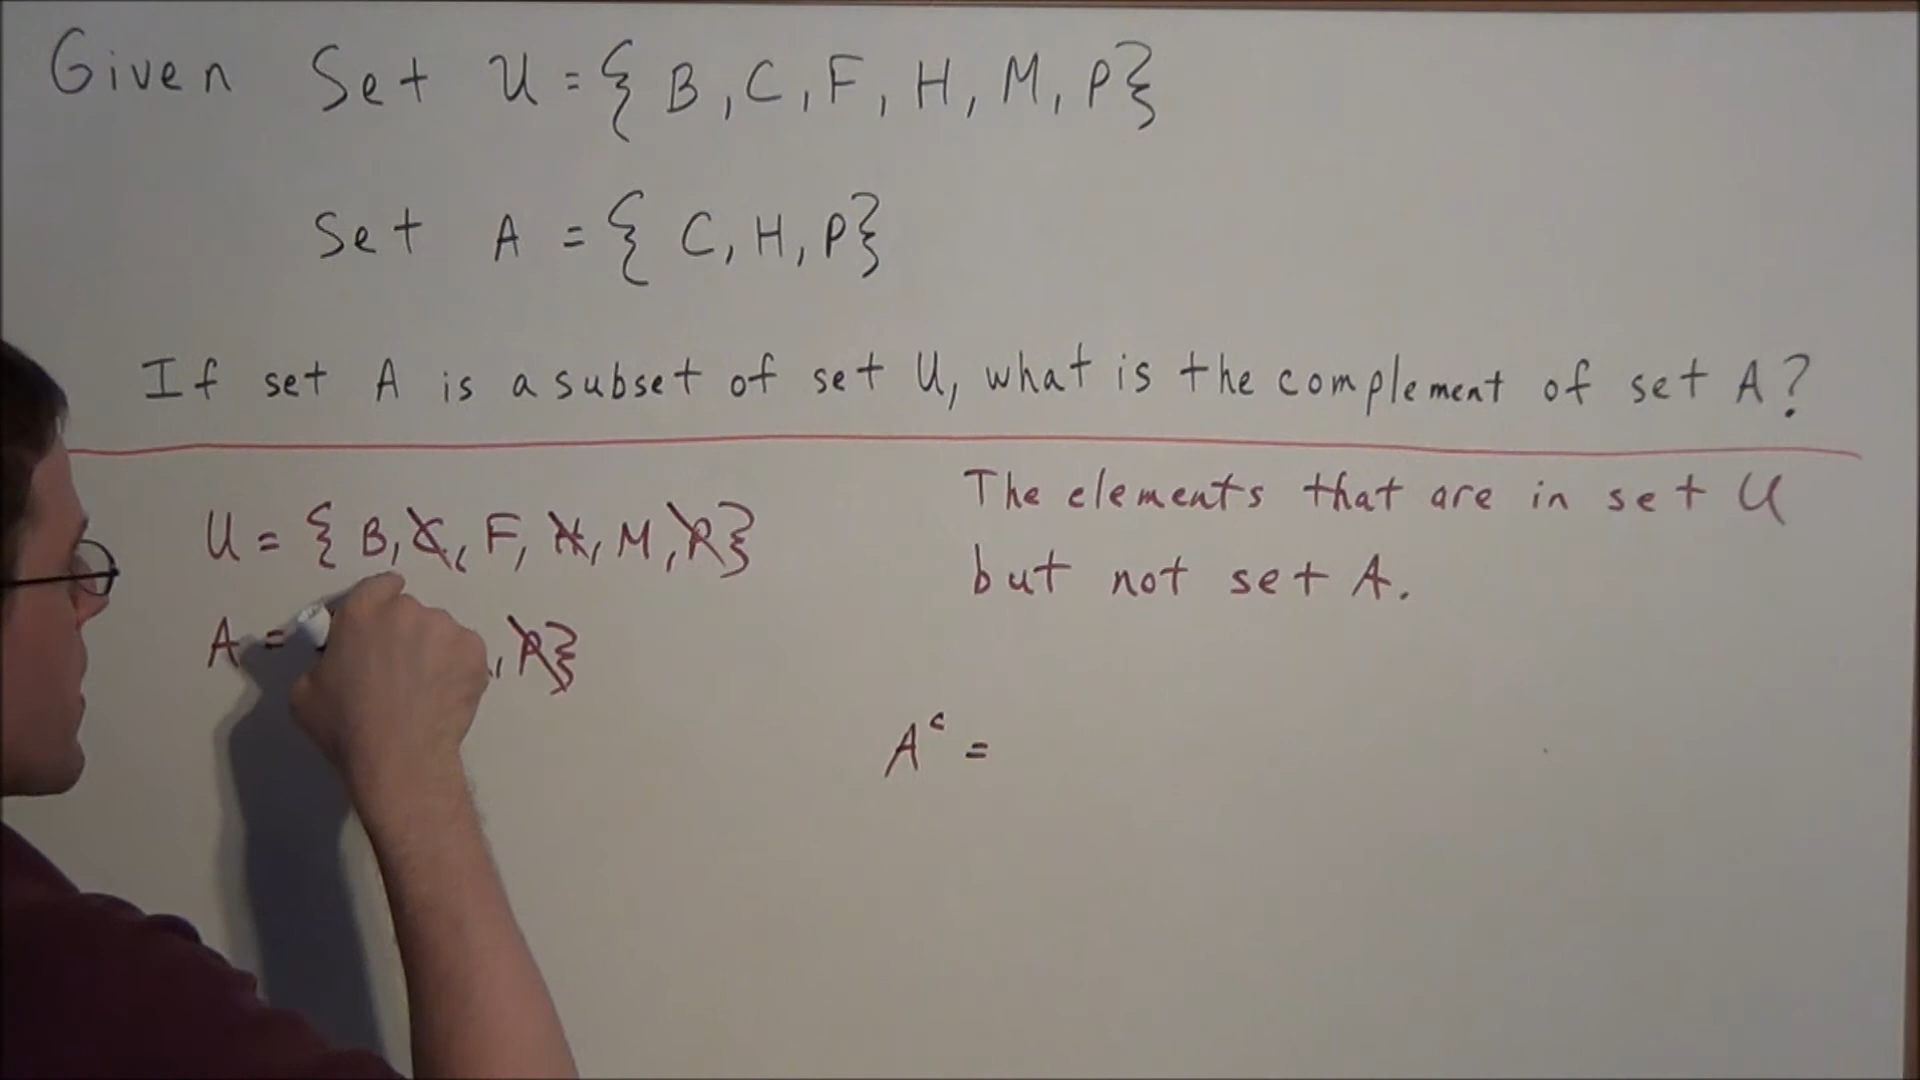 Given Set U = { B, C, F, H, M, P}
Set A = { C, H, P}
If set A is a subset of set U, what is the complement of set A?
U = { B, C, F, H, M, P}
The elements that are in set U
but not set A.
A = , P}
Aᶜ =